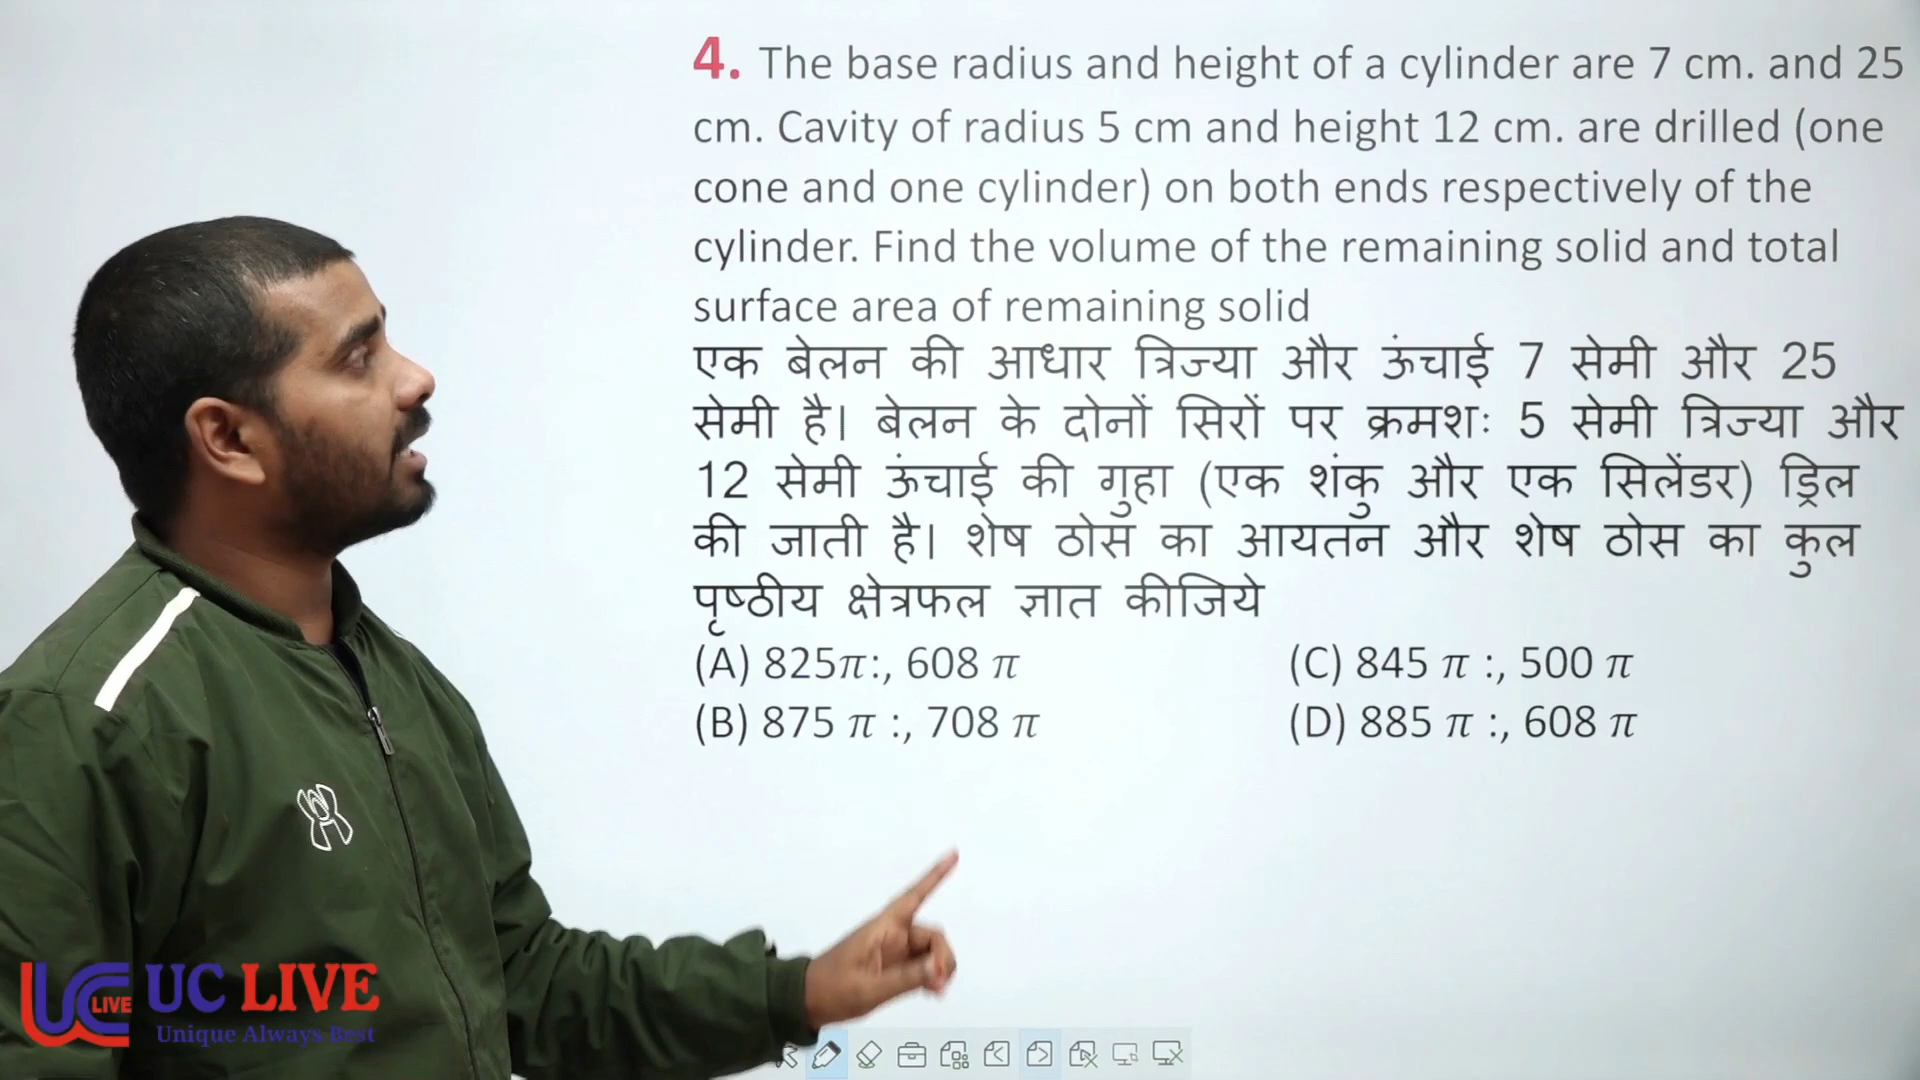 4. The base radius and height of a cylinder are 7 cm. and 25
cm. Cavity of radius 5 cm and height 12 cm. are drilled (one
cone and one cylinder) on both ends respectively of the
cylinder. Find the volume of the remaining solid and total
surface area of remaining solid
एक बेलन की आधार त्रिज्या और ऊंचाई 7 सेमी और 25
सेमी है। बेलन के दोनों सिरों पर क्रमशः 5 सेमी त्रिज्या और
12 सेमी ऊंचाई की गुहा (एक शंकु और एक सिलेंडर) ड्रिल
की जाती है। शेष ठोस का आयतन और शेष ठोस का कुल
पृष्ठीय क्षेत्रफल ज्ञात कीजिये
(A) 825π:, 608 π (C) 845 π :, 500 π
(B) 875 π :, 708 π (D) 885 π :, 608 π
UC LIVE UC LIVE
Unique Always Best